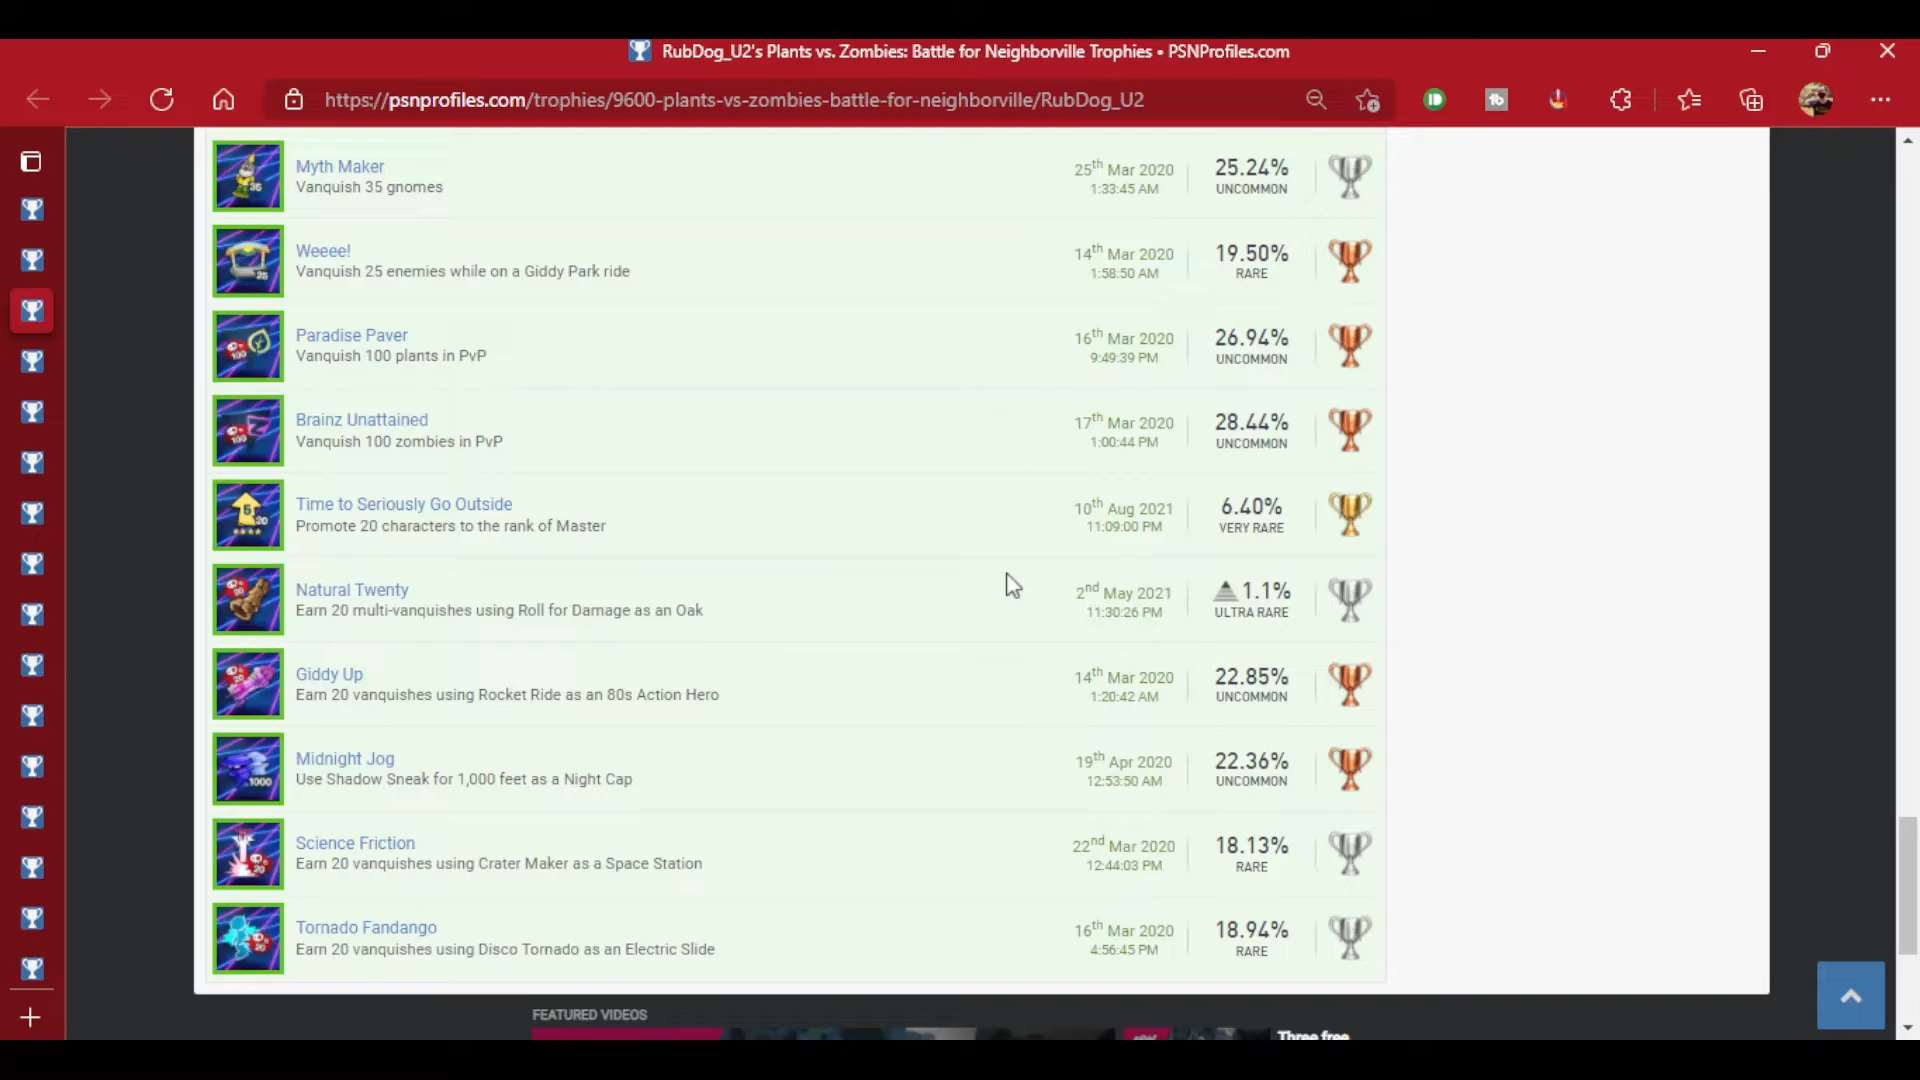 RubDog_U2's Plants vs. Zombies: Battle for Neighborville Trophies • PSNProfiles.com
https://psnprofiles.com/trophies/9600-plants-vs-zombies-battle-for-neighborville/RubDog_U2
Myth Maker
Vanquish 35 gnomes
25th Mar 2020
1:33:45 AM
25.24%
UNCOMMON
Weeee!
Vanquish 25 enemies while on a Giddy Park ride
14th Mar 2020
1:58:50 AM
19.50%
RARE
Paradise Paver
Vanquish 100 plants in PvP
16th Mar 2020
9:49:39 PM
26.94%
UNCOMMON
Brainz Unattained
Vanquish 100 zombies in PvP
17th Mar 2020
1:00:44 PM
28.44%
UNCOMMON
Time to Seriously Go Outside
Promote 20 characters to the rank of Master
10th Aug 2021
11:09:00 PM
6.40%
VERY RARE
Natural Twenty
Earn 20 multi-vanquishes using Roll for Damage as an Oak
2nd May 2021
11:30:26 PM
1.1%
ULTRA RARE
Giddy Up
Earn 20 vanquishes using Rocket Ride as an 80s Action Hero
14th Mar 2020
1:20:42 AM
22.85%
UNCOMMON
Midnight Jog
Use Shadow Sneak for 1,000 feet as a Night Cap
19th Apr 2020
12:53:50 AM
22.36%
UNCOMMON
Science Friction
Earn 20 vanquishes using Crater Maker as a Space Station
22nd Mar 2020
12:44:03 PM
18.13%
RARE
Tornado Fandango
Earn 20 vanquishes using Disco Tornado as an Electric Slide
16th Mar 2020
4:56:45 PM
18.94%
RARE
FEATURED VIDEOS
Three free